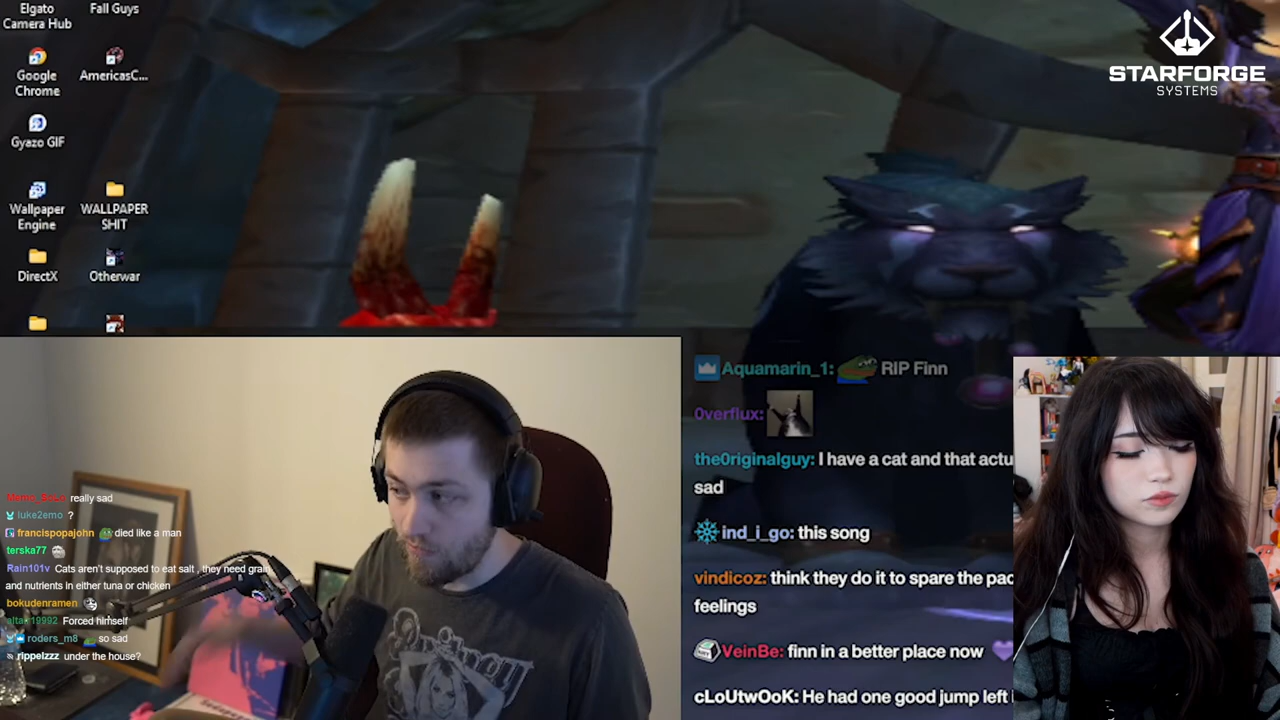 Elgato
Camera Hub
Fall Guys
Google
Chrome
AmericasC...
Gyazo GIF
Wallpaper
Engine
WALLPAPER
SHIT
DirectX
Otherwar
STARFORGE
SYSTEMS
Aquamarin_1: RIP Finn
0verflux:
the0riginalguy: I have a cat and that actu
sad
ind_i_go: this song
vindicoz: think they do it to spare the pac
feelings
VeinBe: finn in a better place now
cLoUtwOoK: He had one good jump left i
really sad
luke2emo ?
francispopajohn died like a man
terska77
Rain101v Cats aren't supposed to eat salt , they need grain
and nutrients in either tuna or chicken
bokudenramen
Forced himself
roders_m8 so sad
rippelzzz under the house?